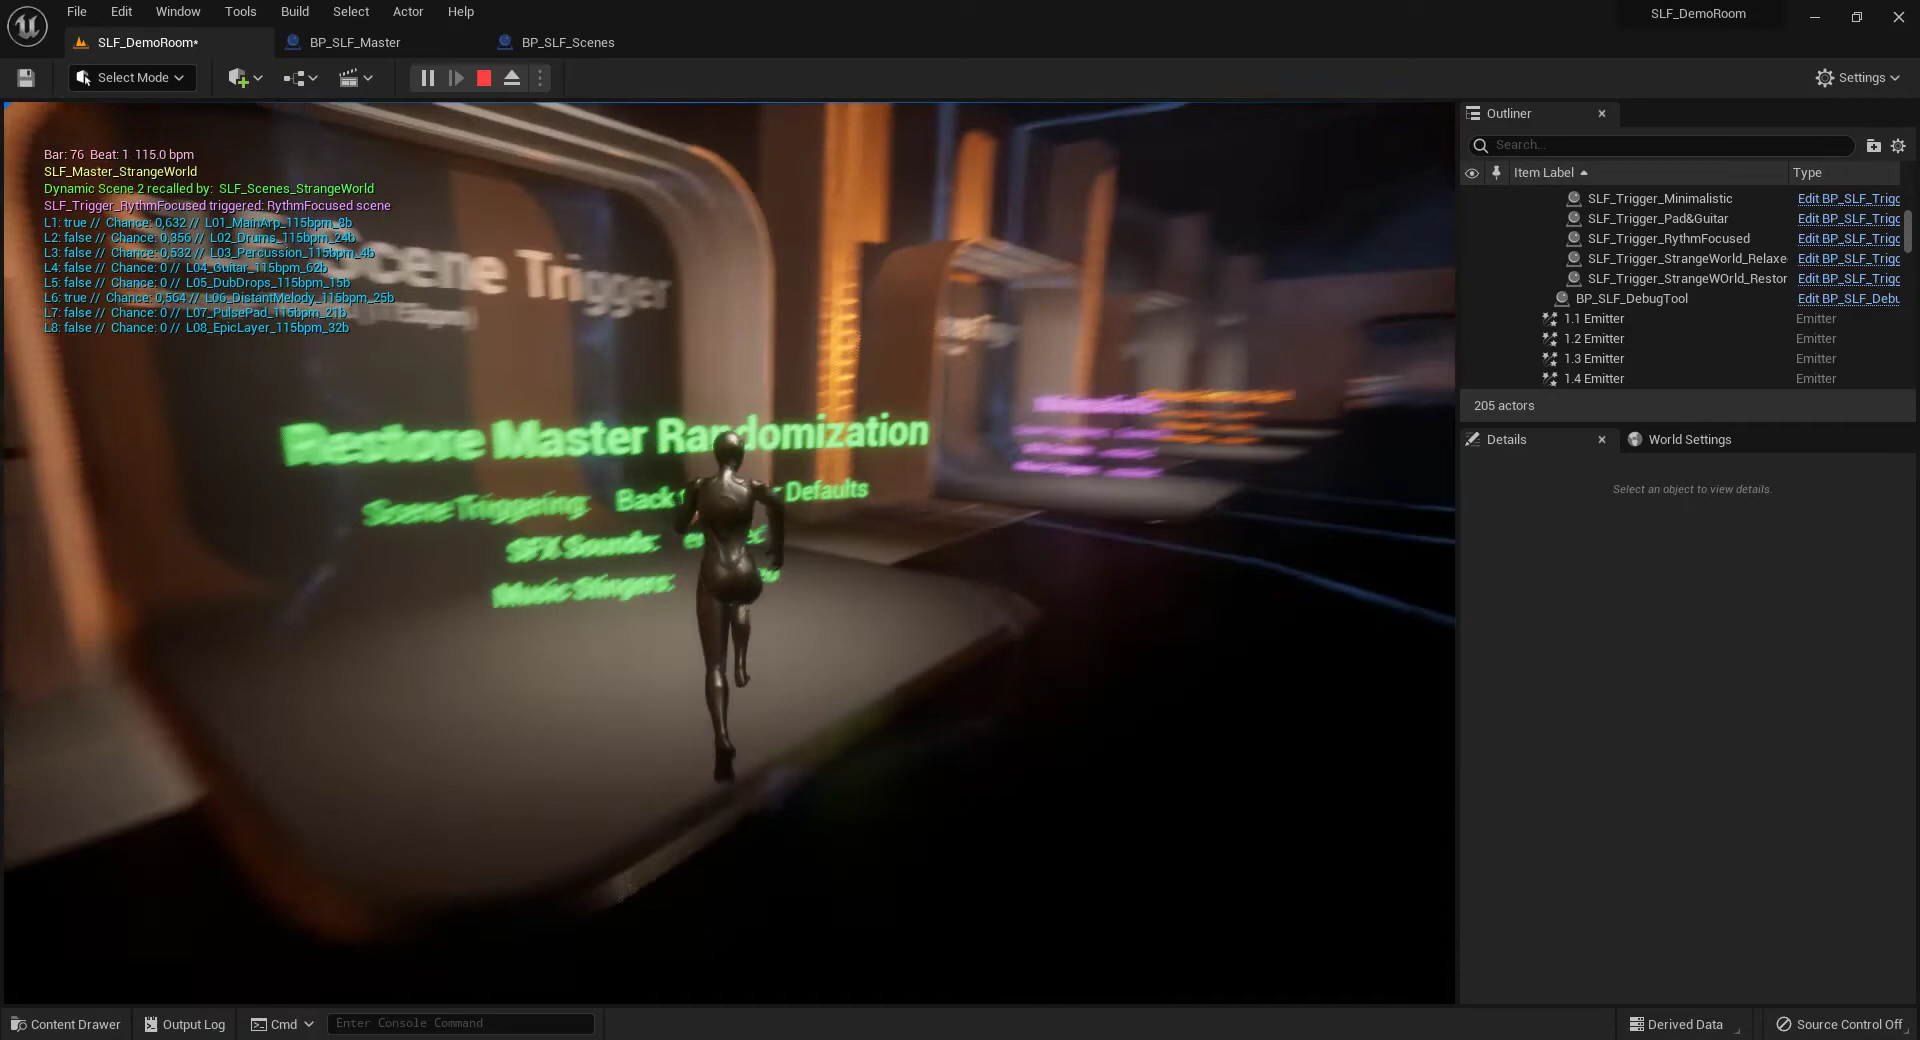 File Edit Window Tools Build Select Actor Help
SLF_DemoRoom
SLF_DemoRoom* BP_SLF_Master BP_SLF_Scenes
Select Mode
Settings
Bar: 76 Beat: 1 115.0 bpm
SLF_Master_StrangeWorld
Dynamic Scene 2 recalled by: SLF_Scenes_StrangeWorld
SLF_Trigger_RythmFocused triggered: RythmFocused scene
L1: true // Chance: 0,632 // L01_MainArp_115bpm_8b
L2: false // Chance: 0,356 // L02_Drums_115bpm_24b
L3: false // Chance: 0,532 // L03_Percussion_115bpm_4b
L4: false // Chance: 0 // L04_Guitar_115bpm_62b
L5: false // Chance: 0 // L05_DubDrops_115bpm_15b
L6: true // Chance: 0,564 // L06_DistantMelody_115bpm_25b
L7: false // Chance: 0 // L07_PulsePad_115bpm_21b
L8: false // Chance: 0 // L08_EpicLayer_115bpm_32b
Scene Trigger
Restore Master Randomization
Scene Triggering: Back Defaults
SFX Sounds:
Music Stingers:
Outliner
Search...
Item Label Type
SLF_Trigger_Minimalistic Edit BP_SLF_Trigg
SLF_Trigger_Pad&Guitar Edit BP_SLF_Trigg
SLF_Trigger_RythmFocused Edit BP_SLF_Trigg
SLF_Trigger_StrangeWorld_Relaxe Edit BP_SLF_Trigg
SLF_Trigger_StrangeWorld_Restor Edit BP_SLF_Trigg
BP_SLF_DebugTool Edit BP_SLF_Debu
1.1 Emitter Emitter
1.2 Emitter Emitter
1.3 Emitter Emitter
1.4 Emitter Emitter
205 actors
Details World Settings
Select an object to view details.
Content Drawer Output Log Cmd Enter Console Command
Derived Data Source Control Off